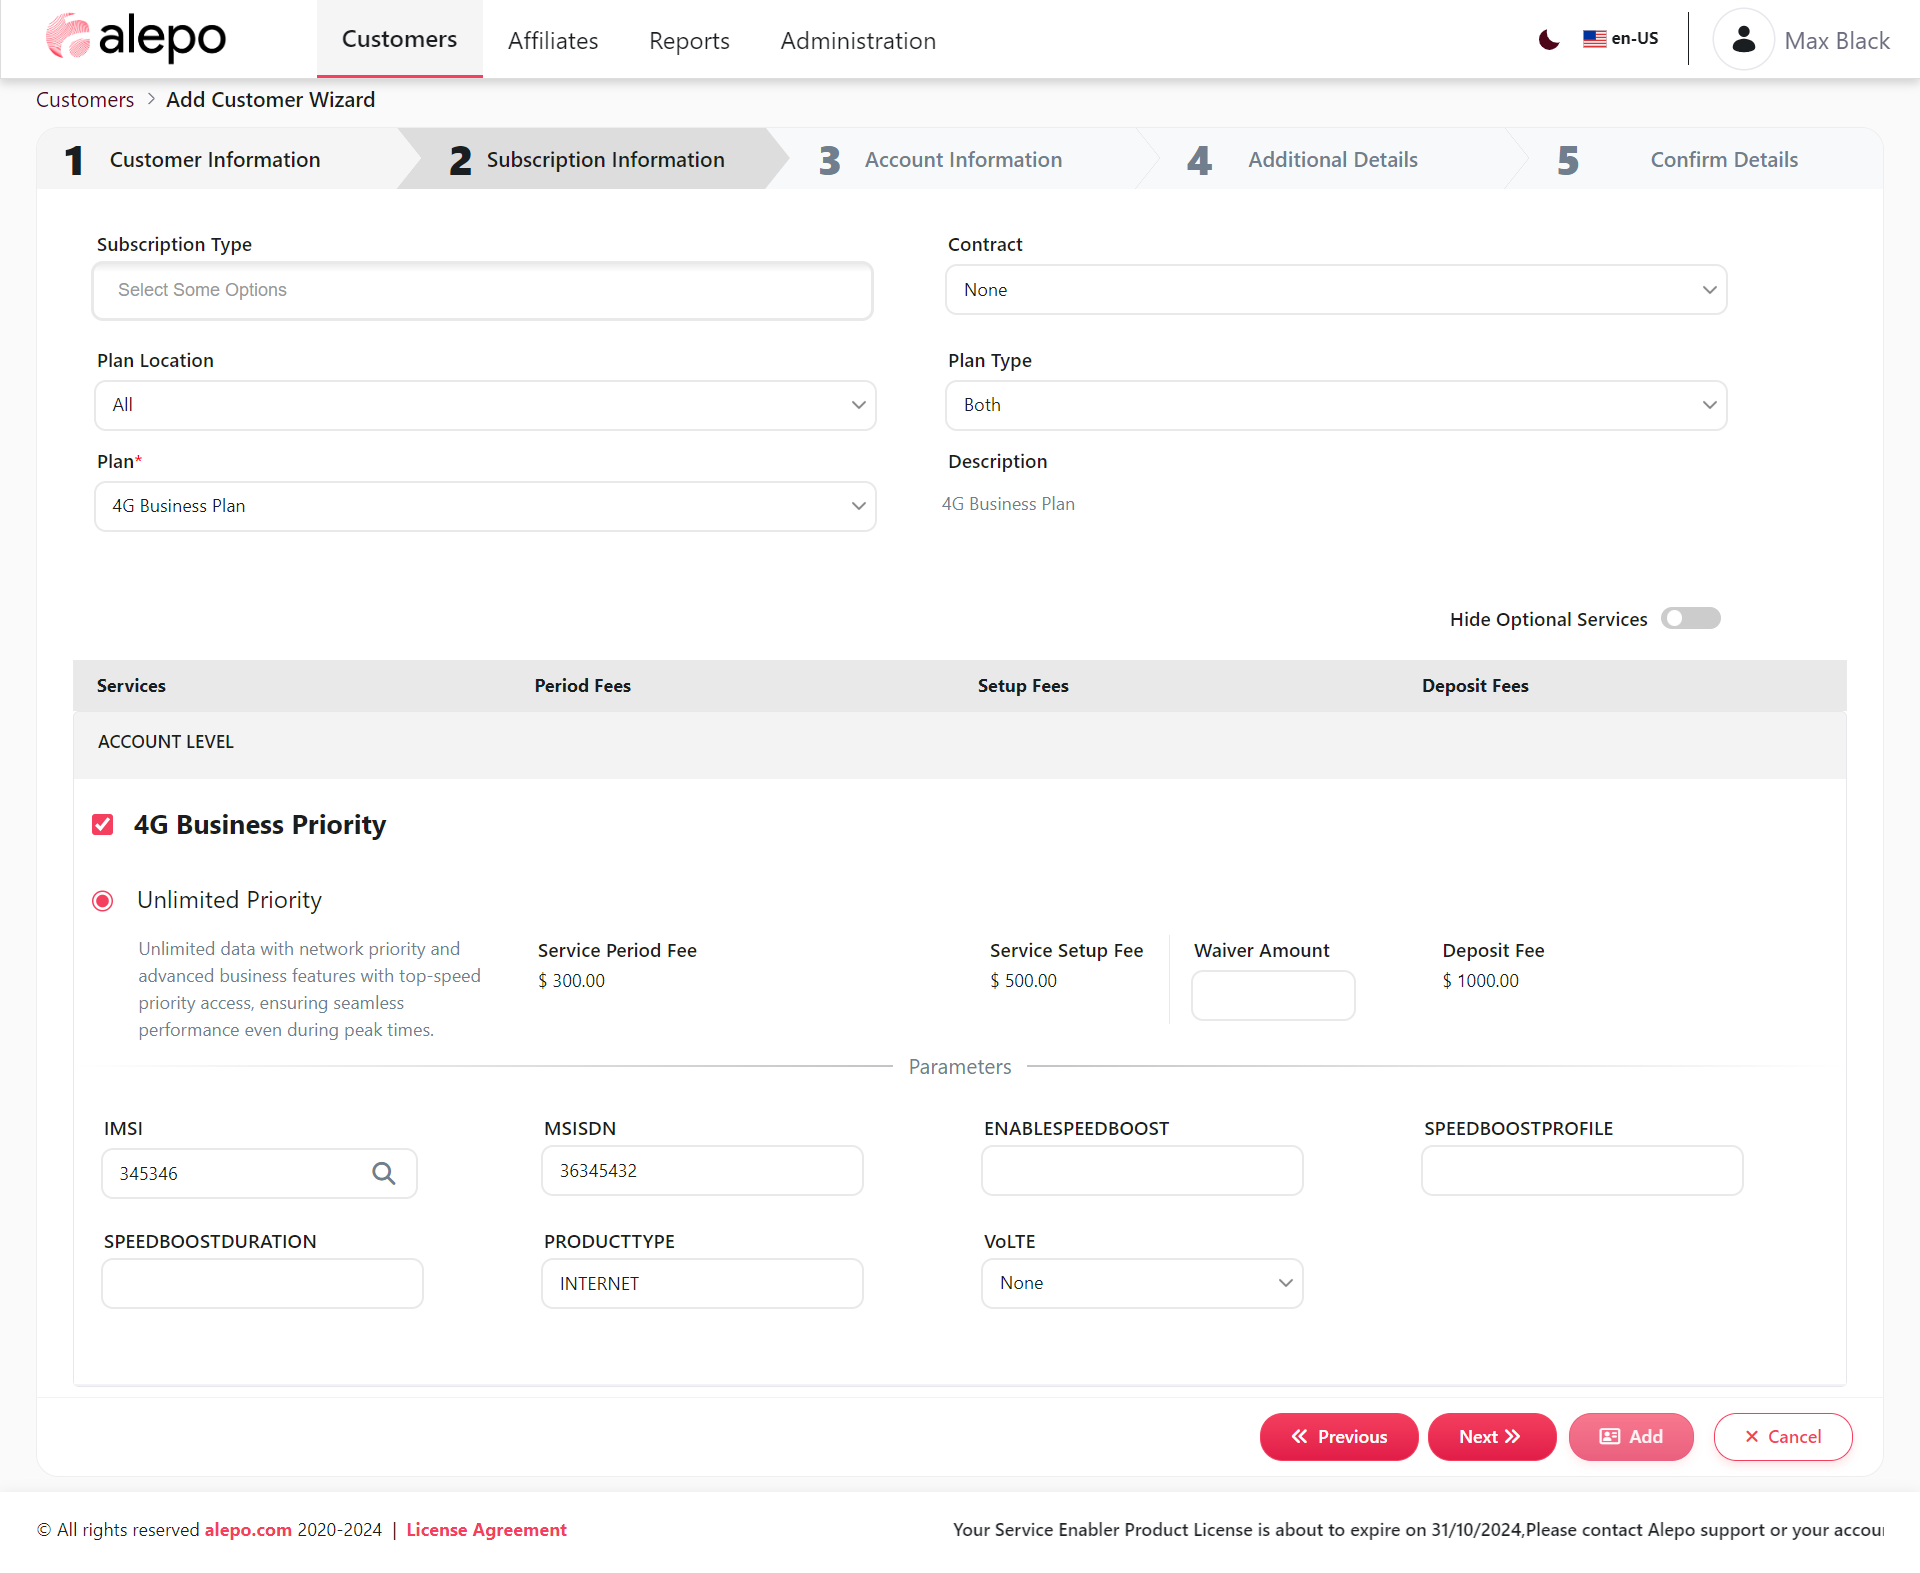 alepo
Customers
Affiliates
Reports
Administration
en-US
Max Black
Customers > Add Customer Wizard
1 Customer Information
2 Subscription Information
3 Account Information
4 Additional Details
5 Confirm Details
Subscription Type
Select Some Options
Contract
None
Plan Location
All
Plan Type
Both
Plan*
4G Business Plan
Description
4G Business Plan
Hide Optional Services
Services
Period Fees
Setup Fees
Deposit Fees
ACCOUNT LEVEL
4G Business Priority
Unlimited Priority
Unlimited data with network priority and
advanced business features with top-speed
priority access, ensuring seamless
performance even during peak times.
Service Period Fee
$ 300.00
Service Setup Fee
$ 500.00
Waiver Amount
Deposit Fee
$ 1000.00
Parameters
IMSI
345346
MSISDN
36345432
ENABLESPEEDBOOST
SPEEDBOOSTPROFILE
SPEEDBOOSTDURATION
PRODUCTTYPE
INTERNET
VoLTE
None
Previous
Next
Add
Cancel
© All rights reserved alepo.com 2020-2024 | License Agreement
Your Service Enabler Product License is about to expire on 31/10/2024,Please contact Alepo support or your